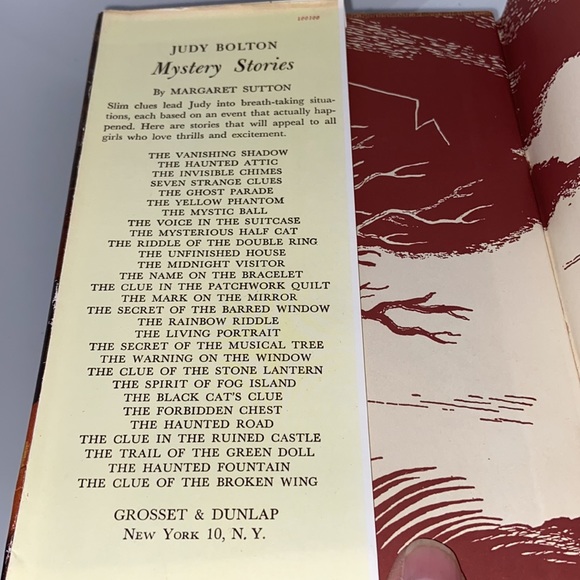 JUDY BOLTON
Mystery Stories
By MARGARET SUTTON
Slim clues lead Judy into breath-taking situa-
tions, each based on an event that actually hap-
pened. Here are stories that will appeal to all
girls who love thrills and excitement.
THE VANISHING SHADOW
THE HAUNTED ATTIC
THE INVISIBLE CHIMES
SEVEN STRANGE CLUES
THE GHOST PARADE
THE YELLOW PHANTOM
THE MYSTIC BALL
THE VOICE IN THE SUITCASE
THE MYSTERIOUS HALF CAT
THE RIDDLE OF THE DOUBLE RING
THE UNFINISHED HOUSE
THE MIDNIGHT VISITOR
THE NAME ON THE BRACELET
THE CLUE IN THE PATCHWORK QUILT
THE MARK ON THE MIRROR
THE SECRET OF THE BARRED WINDOW
THE RAINBOW RIDDLE
THE LIVING PORTRAIT
THE SECRET OF THE MUSICAL TREE
THE WARNING ON THE WINDOW
THE CLUE OF THE STONE LANTERN
THE SPIRIT OF FOG ISLAND
THE BLACK CAT'S CLUE
THE FORBIDDEN CHEST
THE HAUNTED ROAD
THE CLUE IN THE RUINED CASTLE
THE TRAIL OF THE GREEN DOLL
THE HAUNTED FOUNTAIN
THE CLUE OF THE BROKEN WING
GROSSET & DUNLAP
NEW YORK 10, N. Y.